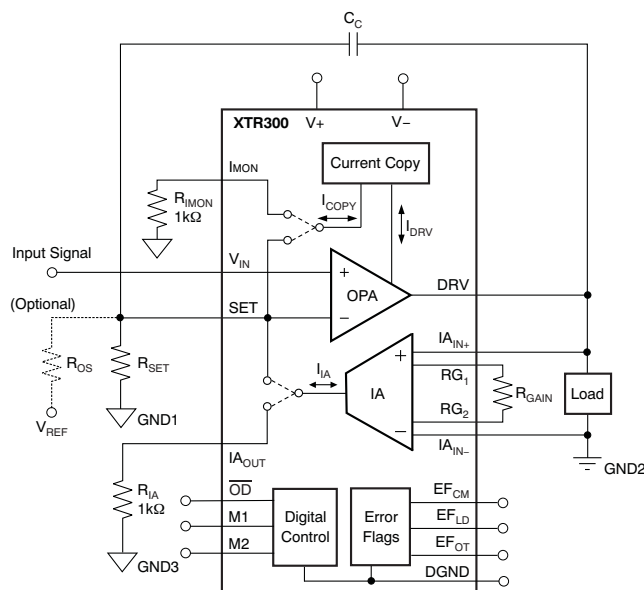 C_C
V+
V−
XTR300
Current Copy
I_MON
R_IMON
1kΩ
I_COPY
I_DRV
Input Signal
V_IN
+
OPA
−
DRV
(Optional)
SET
R_OS
R_SET
V_REF
GND1
I_IA
+
IA
−
IA_IN+
RG_1
R_GAIN
RG_2
IA_IN−
Load
GND2
IA_OUT
R_IA
1kΩ
GND3
OD
M1
M2
Digital
Control
Error
Flags
EF_CM
EF_LD
EF_OT
DGND